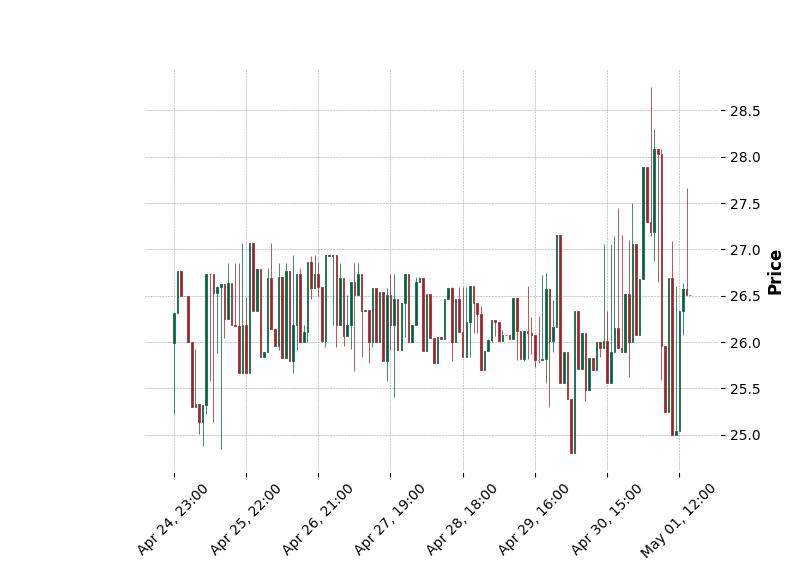 28.5
28.0
27.5
27.0
26.5
26.0
25.5
25.0
Price
Apr 24, 23:00
Apr 25, 22:00
Apr 26, 21:00
Apr 27, 19:00
Apr 28, 18:00
Apr 29, 16:00
Apr 30, 15:00
May 01, 12:00